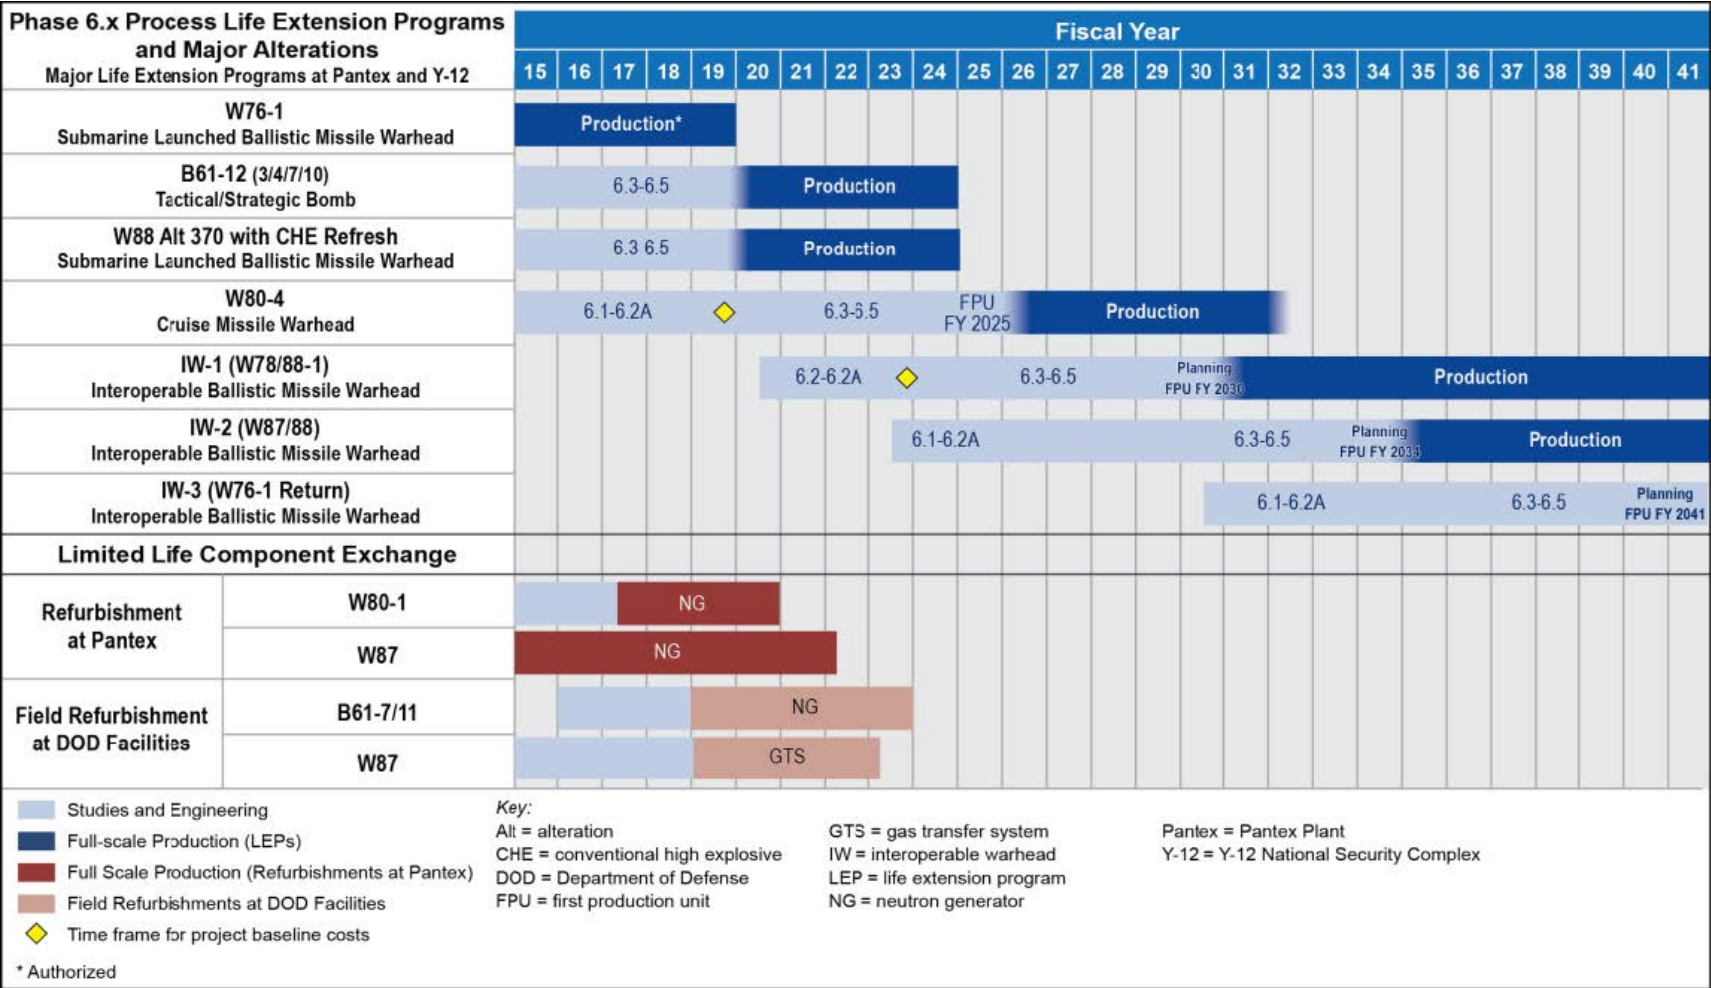 Phase 6.x Process Life Extension Programs
and Major Alterations
Major Life Extension Programs at Pantex and Y-12
Fiscal Year
15 16 17 18 19 20 21 22 23 24 25 26 27 28 29 30 31 32 33 34 35 36 37 38 39 40 41
W76-1
Submarine Launched Ballistic Missile Warhead
Production*
B61-12 (3/4/7/10)
Tactical/Strategic Bomb
6.3-6.5 Production
W88 Alt 370 with CHE Refresh
Submarine Launched Ballistic Missile Warhead
6.3 6.5 Production
W80-4
Cruise Missile Warhead
6.1-6.2A 6.3-6.5 FPU
FY 2025 Production
IW-1 (W78/88-1)
Interoperable Ballistic Missile Warhead
6.2-6.2A 6.3-6.5 Planning
FPU FY 2030 Production
IW-2 (W87/88)
Interoperable Ballistic Missile Warhead
6.1-6.2A 6.3-6.5 Planning
FPU FY 2034 Production
IW-3 (W76-1 Return)
Interoperable Ballistic Missile Warhead
6.1-6.2A 6.3-6.5 Planning
FPU FY 2041
Limited Life Component Exchange
Refurbishment
at Pantex
W80-1 NG
W87 NG
Field Refurbishment
at DOD Facilities
B61-7/11 NG
W87 GTS
Studies and Engineering
Full-scale Production (LEPs)
Full Scale Production (Refurbishments at Pantex)
Field Refurbishments at DOD Facilities
Time frame for project baseline costs
* Authorized
Key:
Alt = alteration
CHE = conventional high explosive
DOD = Department of Defense
FPU = first production unit
GTS = gas transfer system
IW = interoperable warhead
LEP = life extension program
NG = neutron generator
Pantex = Pantex Plant
Y-12 = Y-12 National Security Complex